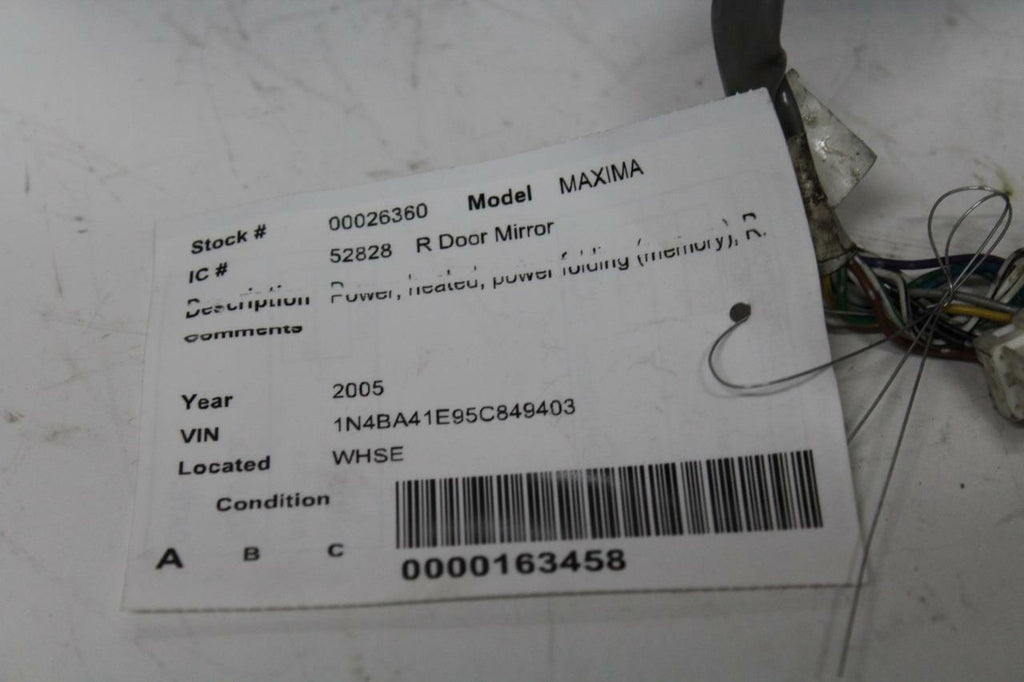 Stock # 00026360 Model MAXIMA
IC # 52828 R Door Mirror
Description Power, heated, power folding (memory), R.
comments
Year 2005
VIN 1N4BA41E95C849403
Located WHSE
Condition
A B C
0000163458